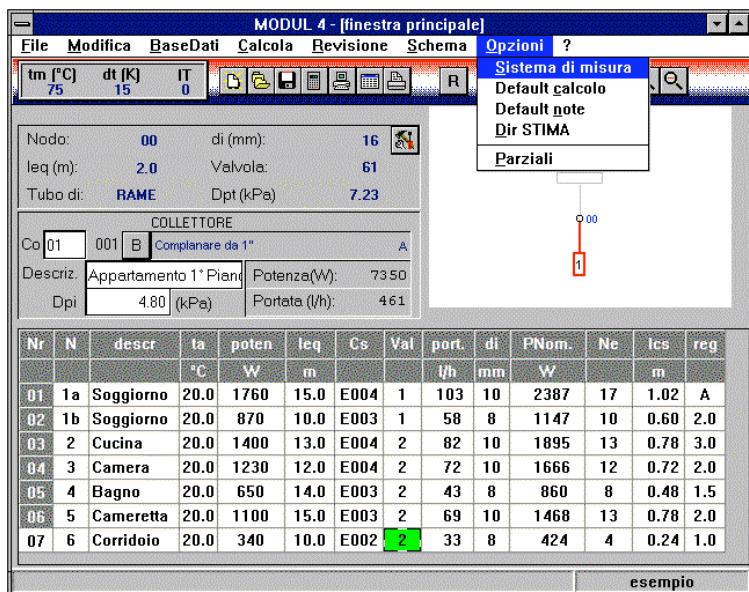 MODUL 4 - [finestra principale]
File Modifica BaseDati Calcola Revisione Schema Opzioni ?
tm [°C] dt [K] IT
75 15 0
R
Sistema di misura
Default calcolo
Default note
Dir STIMA
Parziali
Nodo: 00 di (mm): 16
leq (m): 2.0 Valvola: 61
Tubo di: RAME Dpt (kPa) 7.23
COLLETTORE
Co 01 001 B Complanare da 1" A
Descriz. Appartamento 1° Piano Potenza(W): 7350
Dpi 4.80 (kPa) Portata (l/h): 461
00
1
Nr N descr ta poten leq Cs Val port. di PNom. Ne lcs reg
°C W m l/h mm W m
01 1a Soggiorno 20.0 1760 15.0 E004 1 103 10 2387 17 1.02 A
02 1b Soggiorno 20.0 870 10.0 E003 1 58 8 1147 10 0.60 2.0
03 2 Cucina 20.0 1400 13.0 E004 2 82 10 1895 13 0.78 3.0
04 3 Camera 20.0 1230 12.0 E004 2 72 10 1666 12 0.72 2.0
05 4 Bagno 20.0 650 14.0 E003 2 43 8 860 8 0.48 1.5
06 5 Cameretta 20.0 1100 15.0 E003 2 69 10 1468 13 0.78 2.0
07 6 Corridoio 20.0 340 10.0 E002 2 33 8 424 4 0.24 1.0
esempio